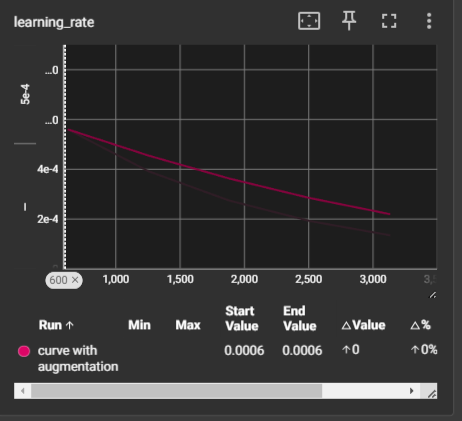 learning_rate
...0
...0
5e-4
4e-4
2e-4
600 ×
1,000
1,500
2,000
2,500
3,000
3,
Run ↑ Min Max Start Value End Value △Value △%
curve with augmentation 0.0006 0.0006 ↑0 ↑0%